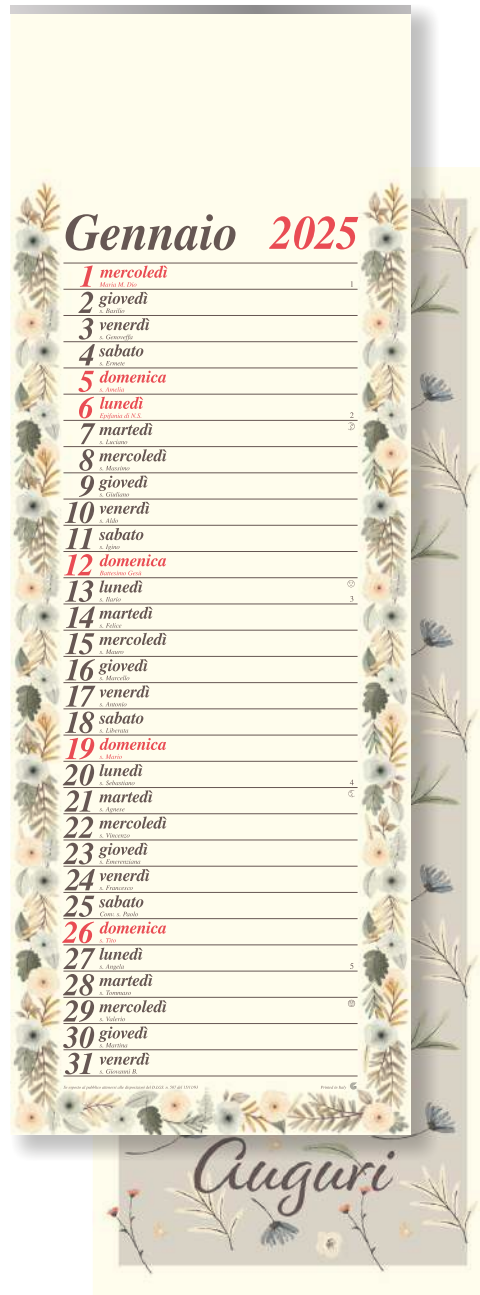 Gennaio 2025
1 mercoledì
Maria M. Dio 1
2 giovedì
s. Basilio
3 venerdì
s. Genoveffa
4 sabato
s. Ermete
5 domenica
s. Amelia
6 lunedì
Epifania di N.S. 2
7 martedì
s. Luciano
8 mercoledì
s. Massimo
9 giovedì
s. Giuliano
10 venerdì
s. Aldo
11 sabato
s. Igino
12 domenica
Battesimo Gesù
13 lunedì
s. Ilario 3
14 martedì
s. Felice
15 mercoledì
s. Mauro
16 giovedì
s. Marcello
17 venerdì
s. Antonio
18 sabato
s. Liberata
19 domenica
s. Mario
20 lunedì
s. Sebastiano 4
21 martedì
s. Agnese
22 mercoledì
s. Vincenzo
23 giovedì
s. Emerenziana
24 venerdì
s. Francesco
25 sabato
Conv. s. Paolo
26 domenica
s. Tito
27 lunedì
s. Angela 5
28 martedì
s. Tommaso
29 mercoledì
s. Valerio
30 giovedì
s. Martina
31 venerdì
s. Giovanni B.
Printed in Italy
Auguri